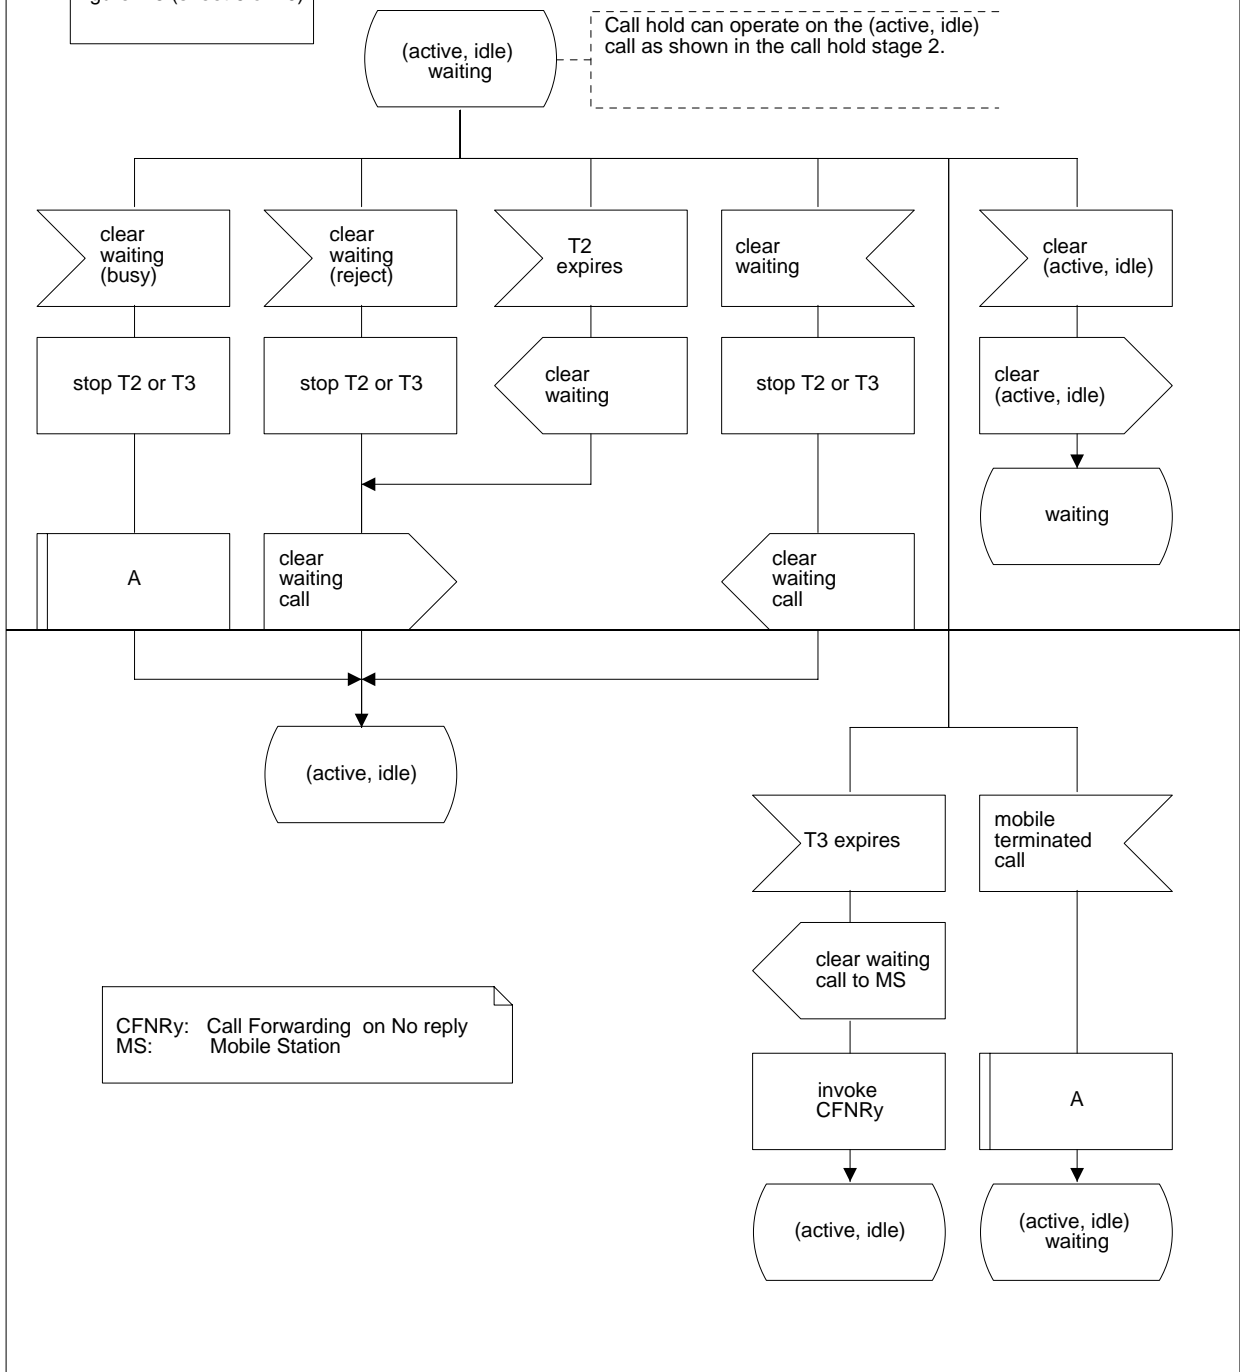 Call hold can operate on the (active, idle)
call as shown in the call hold stage 2.
(active, idle)
waiting
clear
waiting
(busy)
clear
waiting
(reject)
T2
expires
clear
waiting
clear
(active, idle)
stop T2 or T3
stop T2 or T3
clear
waiting
stop T2 or T3
clear
(active, idle)
waiting
A
clear
waiting
call
clear
waiting
call
(active, idle)
T3 expires
mobile
terminated
call
clear waiting
call to MS
CFNRy: Call Forwarding on No reply
MS: Mobile Station
invoke
CFNRy
A
(active, idle)
(active, idle)
waiting